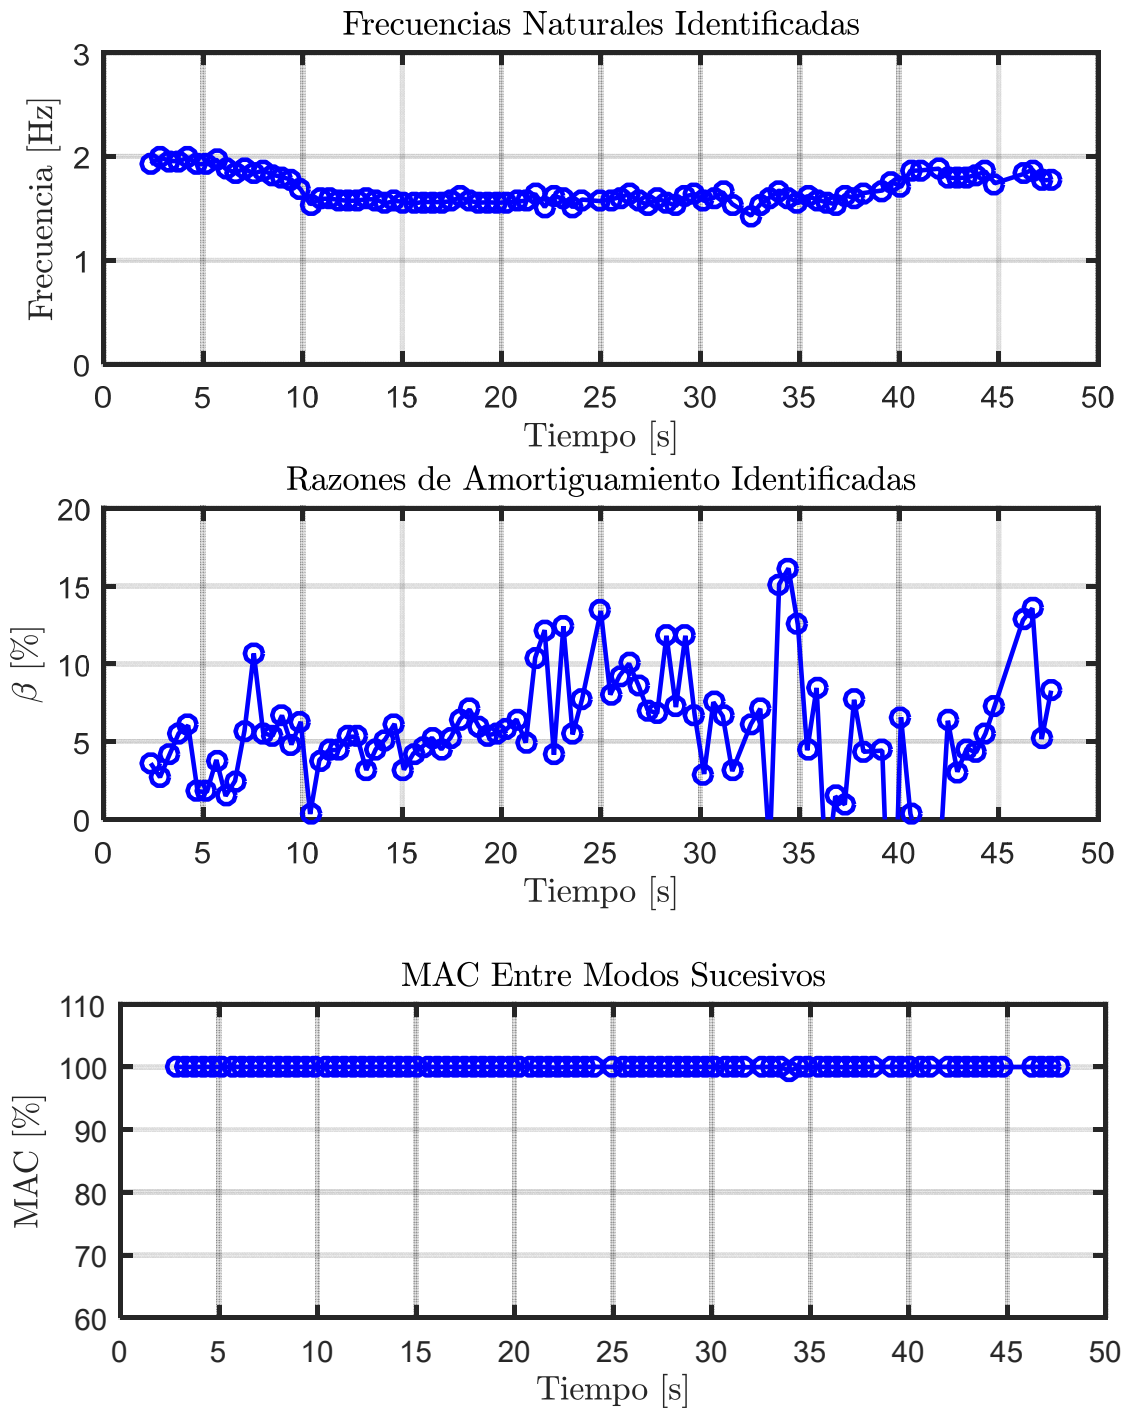 Frecuencias Naturales Identificadas
3
2
1
0
Frecuencia [Hz]
0 5 10 15 20 25 30 35 40 45 50
Tiempo [s]
Razones de Amortiguamiento Identificadas
20
15
10
5
0
β [%]
0 5 10 15 20 25 30 35 40 45 50
Tiempo [s]
MAC Entre Modos Sucesivos
110
100
90
80
70
60
MAC [%]
0 5 10 15 20 25 30 35 40 45 50
Tiempo [s]